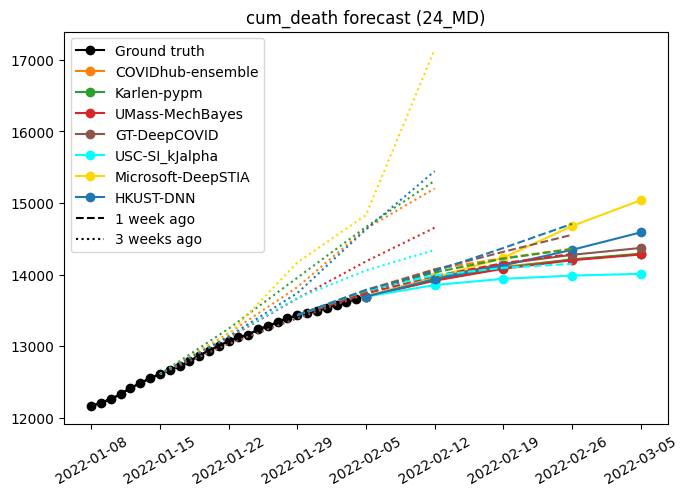 cum_death forecast (24_MD)
17000
16000
15000
14000
13000
12000
Ground truth
COVIDhub-ensemble
Karlen-pypm
UMass-MechBayes
GT-DeepCOVID
USC-SI_kJalpha
Microsoft-DeepSTIA
HKUST-DNN
1 week ago
3 weeks ago
2022-01-08
2022-01-15
2022-01-22
2022-01-29
2022-02-05
2022-02-12
2022-02-19
2022-02-26
2022-03-05